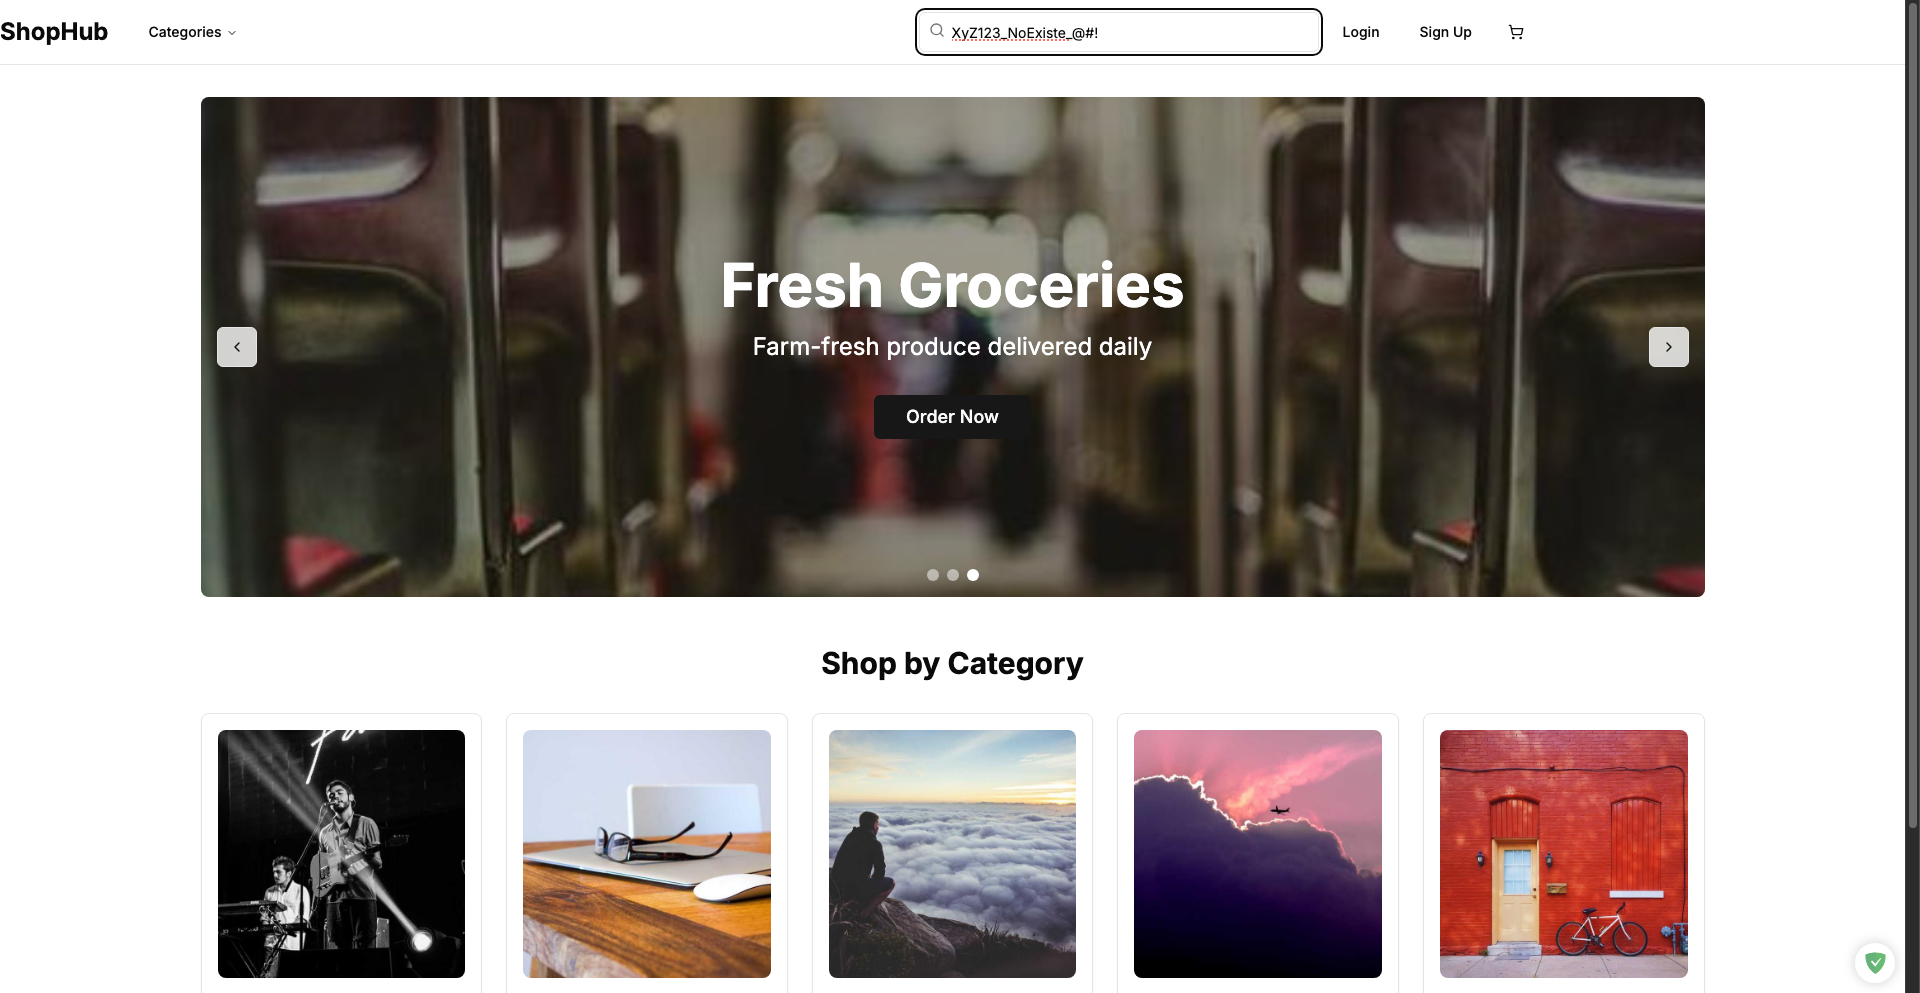 ShopHub
Categories
XyZ123_NoExiste_@#!
Login
Sign Up
Fresh Groceries
Farm-fresh produce delivered daily
Order Now
Shop by Category